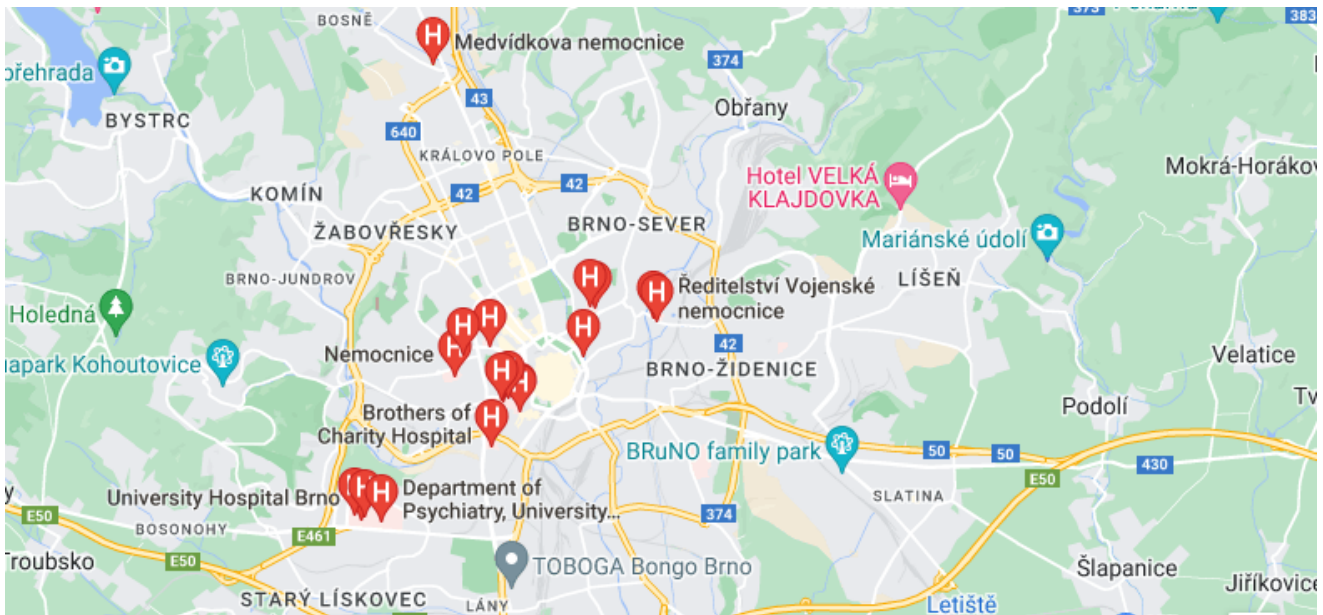 BOSNĚ
Medvídkova nemocnice
374
383
ořehrada
43
Obřany
BYSTRC
640
KRÁLOVO POLE
Mokrá-Horákov
Hotel VELKÁ
KLAJDOVKA
42
42
KOMÍN
BRNO-SEVER
ŽABOVŘESKY
Mariánské údolí
BRNO-JUNDROV
LÍŠEŇ
Ředitelství Vojenské
nemocnice
Holedná
H
H
H
H
H
H
Nemocnice
42
Velatice
uapark Kohoutovice
BRNO-ŽIDENICE
H
H
Brothers of
Charity Hospital
H
Podolí
BRuNO family park
50
50
430
E50
University Hospital Brno
H
Department of
Psychiatry, University...
SLATINA
E50
BOSONOHY
374
E461
E50
Troubsko
TOBOGA Bongo Brno
Šlapanice
Jiříkovice
STARÝ LÍSKOVEC
LÁNY
Letiště